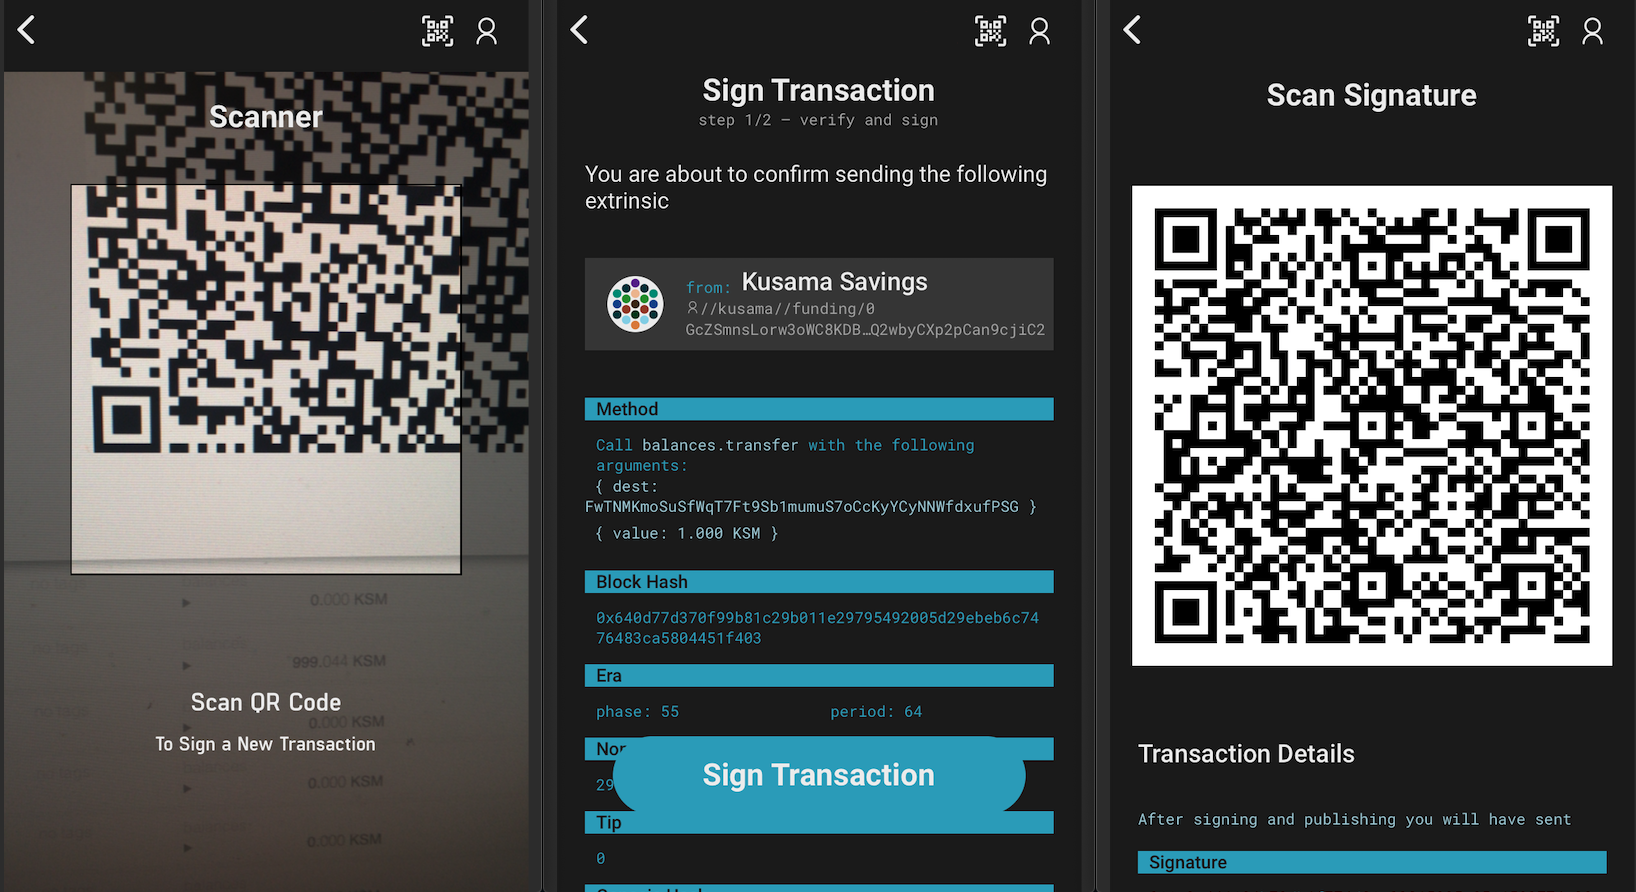 Scanner
0.000 KSM
999.044 KSM
Scan QR Code
0.000 KSM
To Sign a New Transaction
0.000 KSM
0.000 KSM
Sign Transaction
step 1/2 – verify and sign
You are about to confirm sending the following
extrinsic
from: Kusama Savings
//kusama//funding/0
GcZSmnsLorw3oWC8KDB…Q2wbyCXp2pCan9cjiC2
Method
Call balances.transfer with the following
arguments:
{ dest:
FwTNMKmoSuSfWqT7Ft9Sb1mumuS7oCcKyYCyNNWfdxufPSG }
{ value: 1.000 KSM }
Block Hash
0x640d77d370f99b81c29b011e29795492005d29ebeb6c74
76483ca5804451f403
Era
phase: 55 period: 64
Sign Transaction
29
Tip
0
Scan Signature
Transaction Details
After signing and publishing you will have sent
Signature